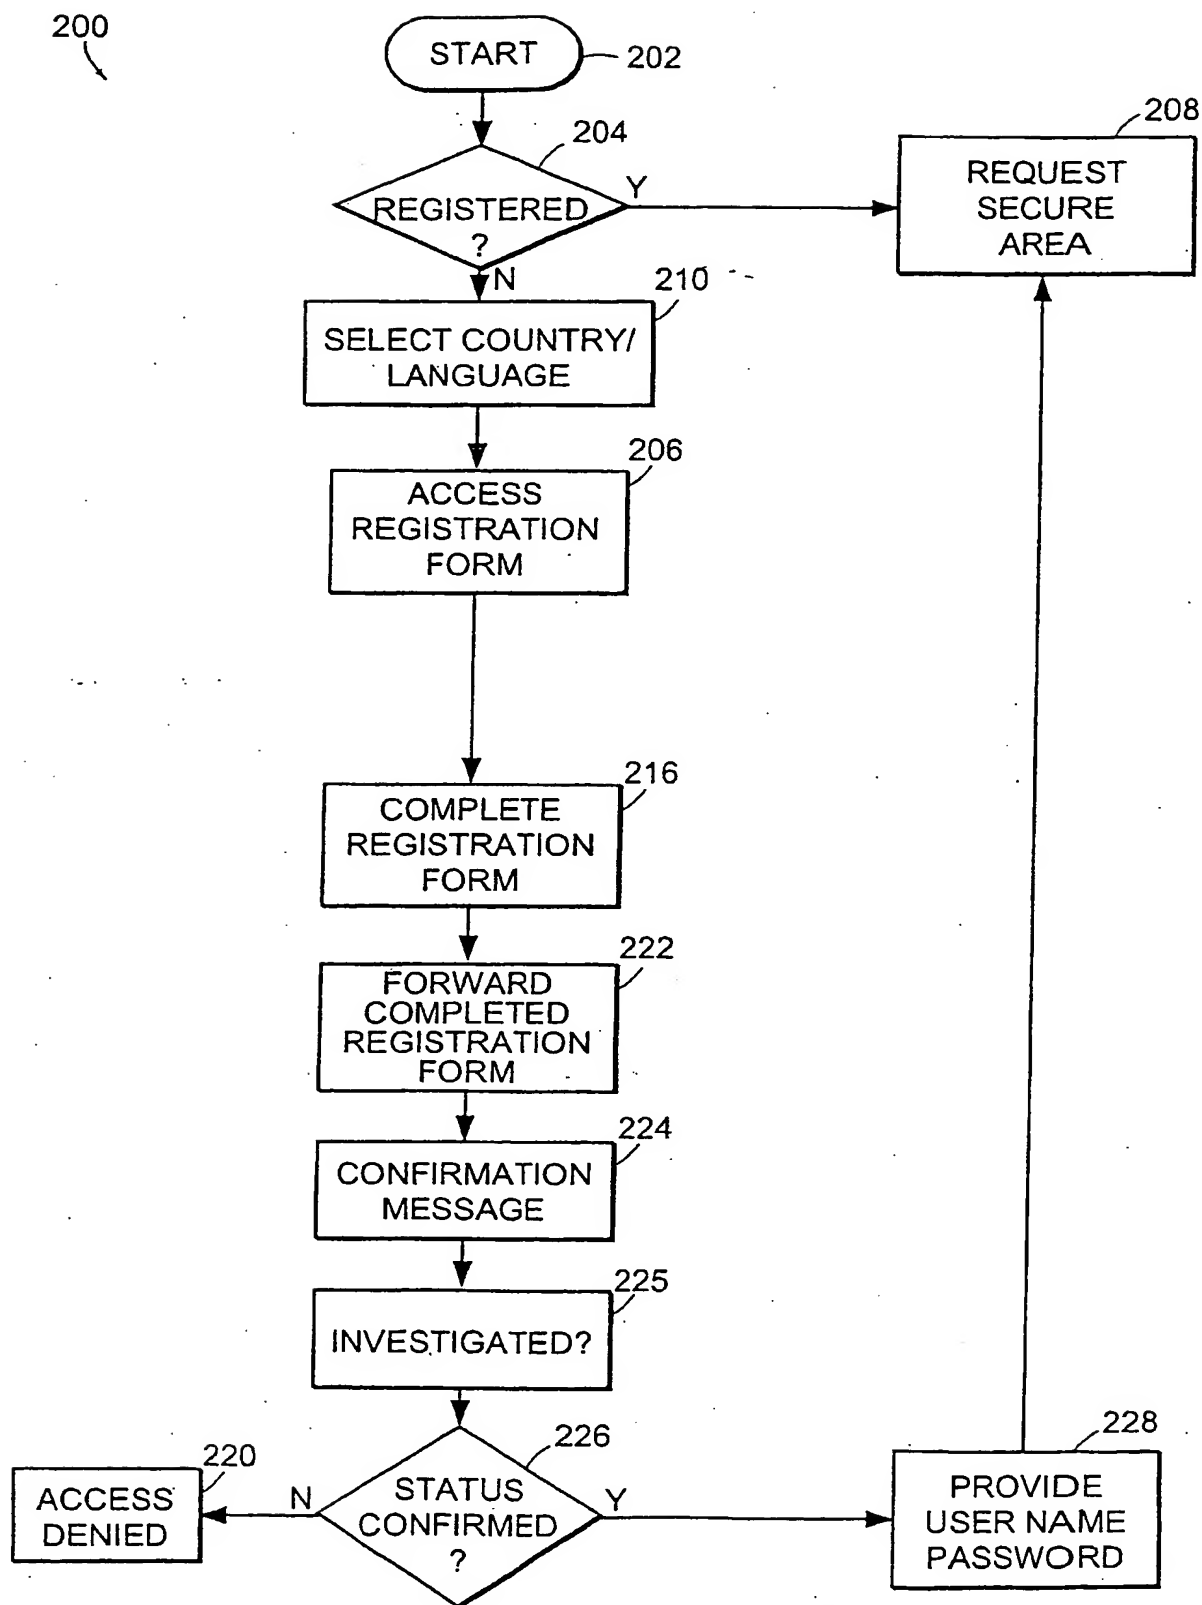 200
START
202
204
REGISTERED
?
Y
N
208
REQUEST
SECURE
AREA
210
SELECT COUNTRY/
LANGUAGE
206
ACCESS
REGISTRATION
FORM
216
COMPLETE
REGISTRATION
FORM
222
FORWARD
COMPLETED
REGISTRATION
FORM
224
CONFIRMATION
MESSAGE
225
INVESTIGATED?
226
STATUS
CONFIRMED
?
N
Y
220
ACCESS
DENIED
228
PROVIDE
USER NAME
PASSWORD